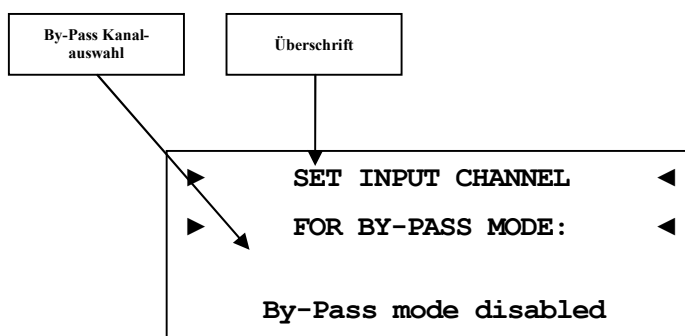 By-Pass Kanal-
auswahl
Überschrift
► SET INPUT CHANNEL ◄
► FOR BY-PASS MODE: ◄
By-Pass mode disabled